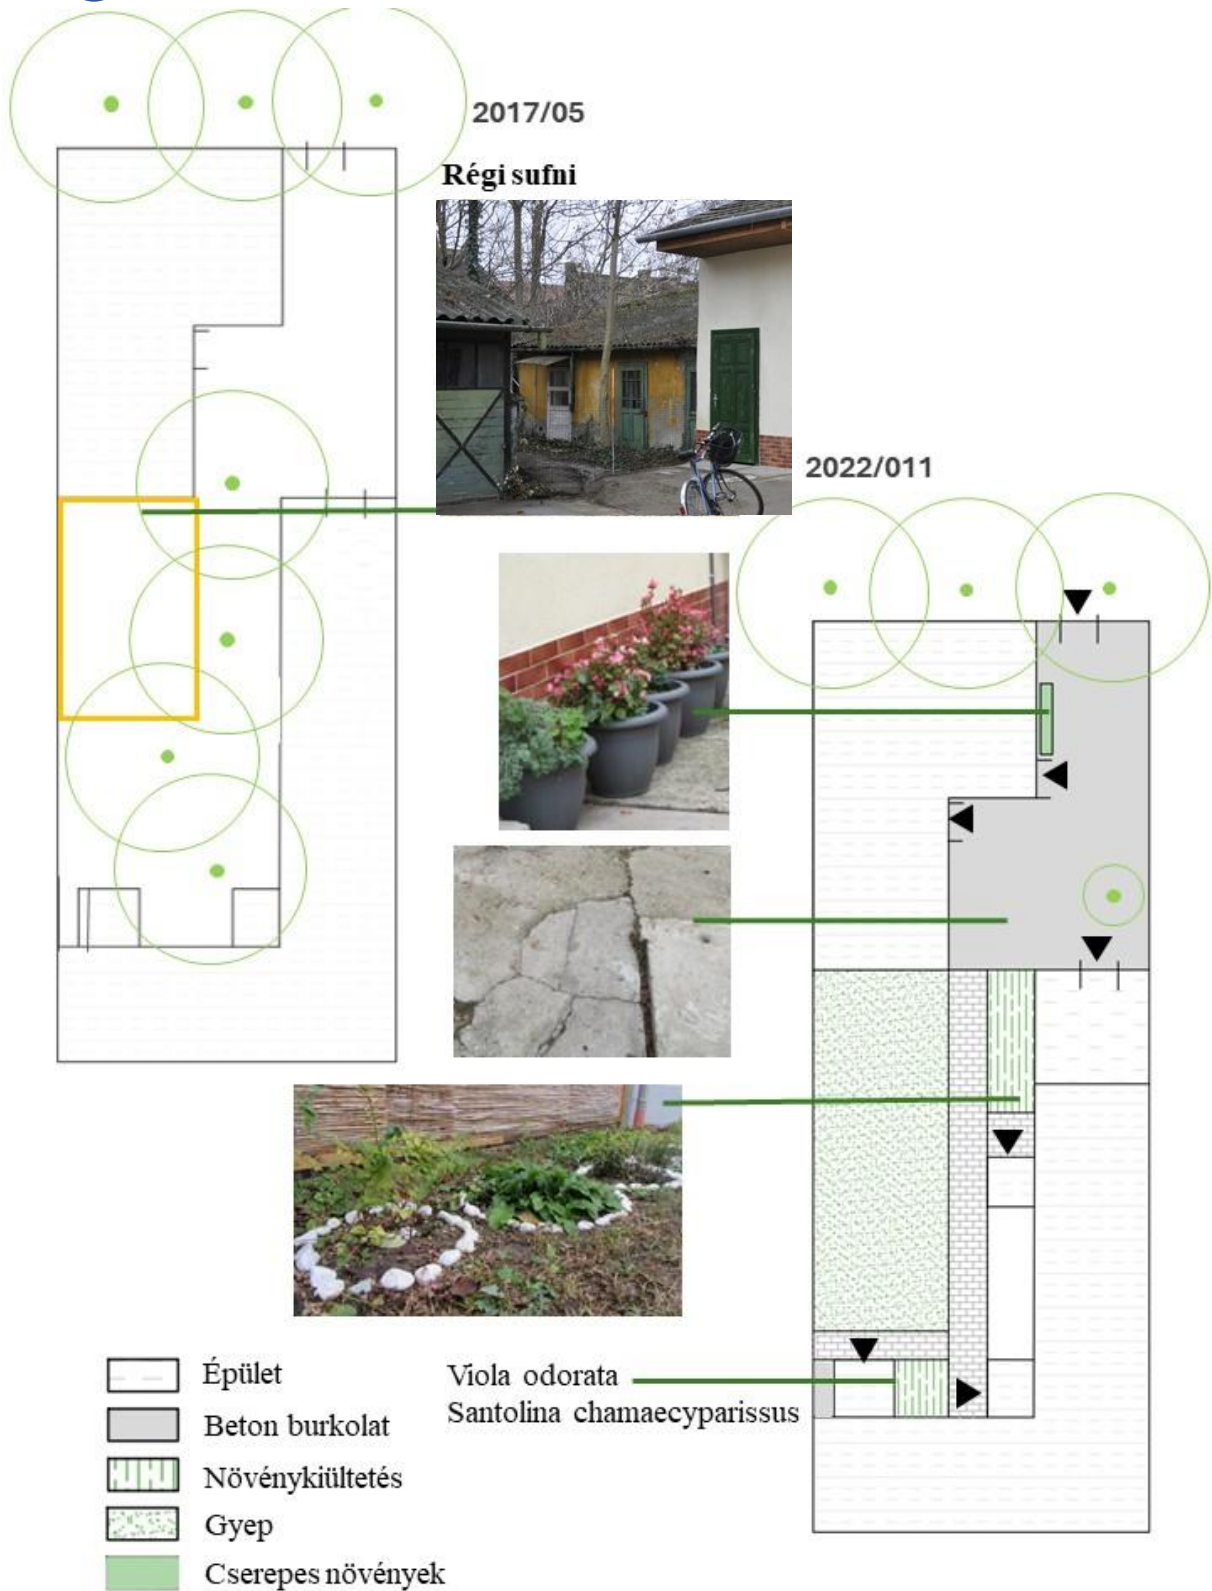 2017/05
Régi sufni
2022/011
Épület
Beton burkolat
Növénykiültetés
Gyep
Cserepes növények
Viola odorata
Santolina chamaecyparissus